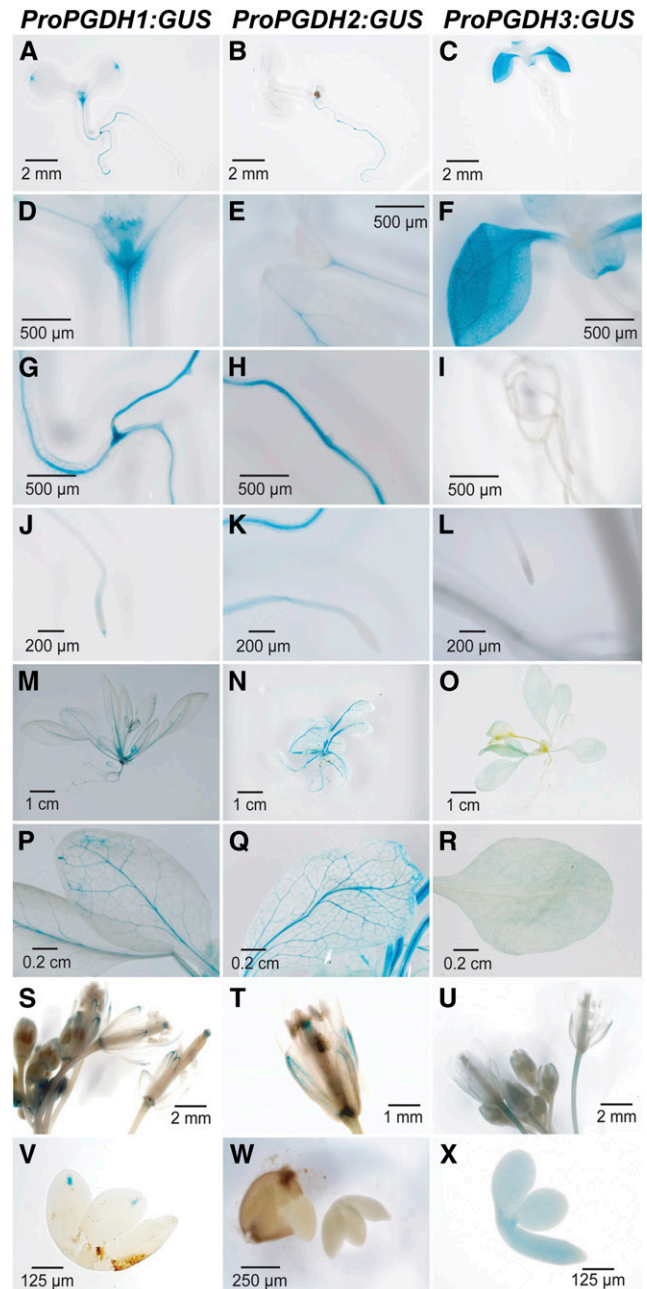 ProPGDH1:GUS ProPGDH2:GUS ProPGDH3:GUS
A B C
2 mm 2 mm 2 mm
D E F
500 µm 500 µm 500 µm
G H I
500 µm 500 µm 500 µm
J K L
200 µm 200 µm 200 µm
M N O
1 cm 1 cm 1 cm
P Q R
0.2 cm 0.2 cm 0.2 cm
S T U
2 mm 1 mm 2 mm
V W X
125 µm 250 µm 125 µm